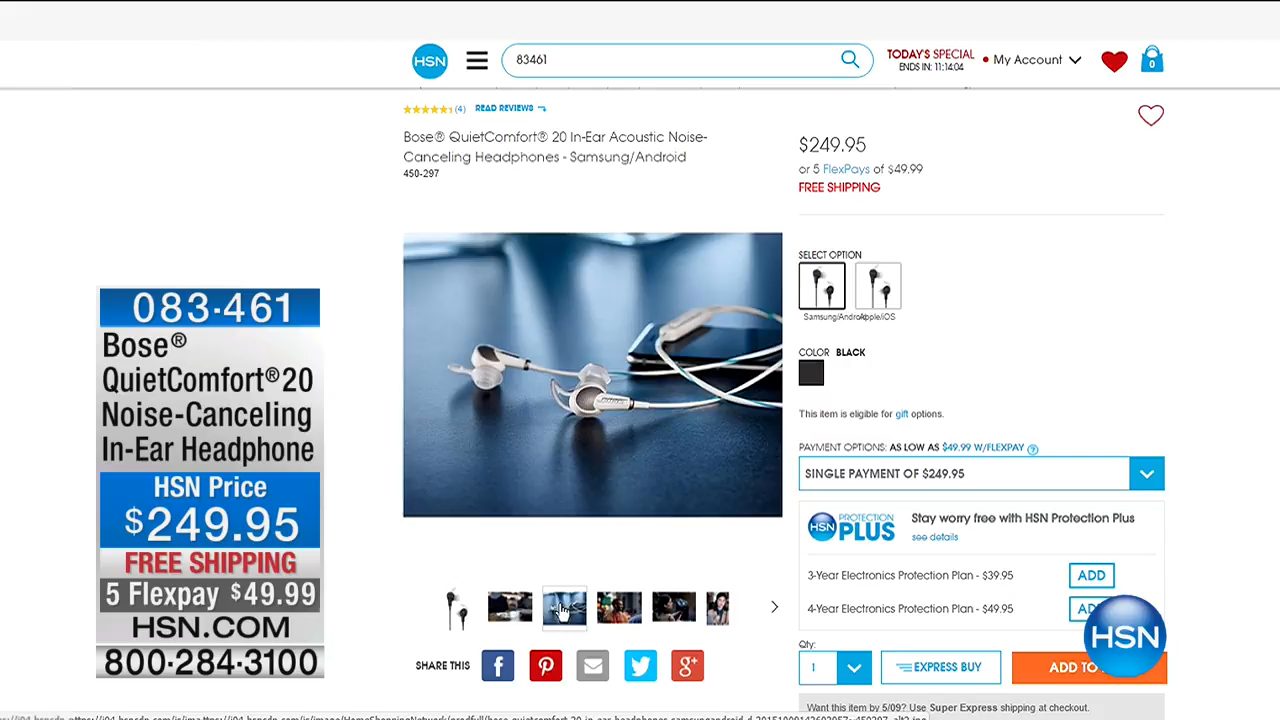 HSN
83461
TODAY'S SPECIAL
ENDS IN: 11:14:04
My Account
0
(4) READ REVIEWS
Bose® QuietComfort® 20 In-Ear Acoustic Noise-
Canceling Headphones - Samsung/Android
450-297
$249.95
or 5 FlexPays of $49.99
FREE SHIPPING
SELECT OPTION
COLOR BLACK
This item is eligible for gift options.
PAYMENT OPTIONS: AS LOW AS $49.99 W/FLEXPAY ?
SINGLE PAYMENT OF $249.95
HSN PROTECTION PLUS
Stay worry free with HSN Protection Plus
see details
3-Year Electronics Protection Plan - $39.95
ADD
4-Year Electronics Protection Plan - $49.95
Qty:
1
EXPRESS BUY
ADD TO
HSN
Want this item by 5/09? Use Super Express shipping at checkout.
SHARE THIS
083-461
Bose®
QuietComfort® 20
Noise-Canceling
In-Ear Headphone
HSN Price
$249.95
FREE SHIPPING
5 Flexpay $49.99
HSN.COM
800-284-3100